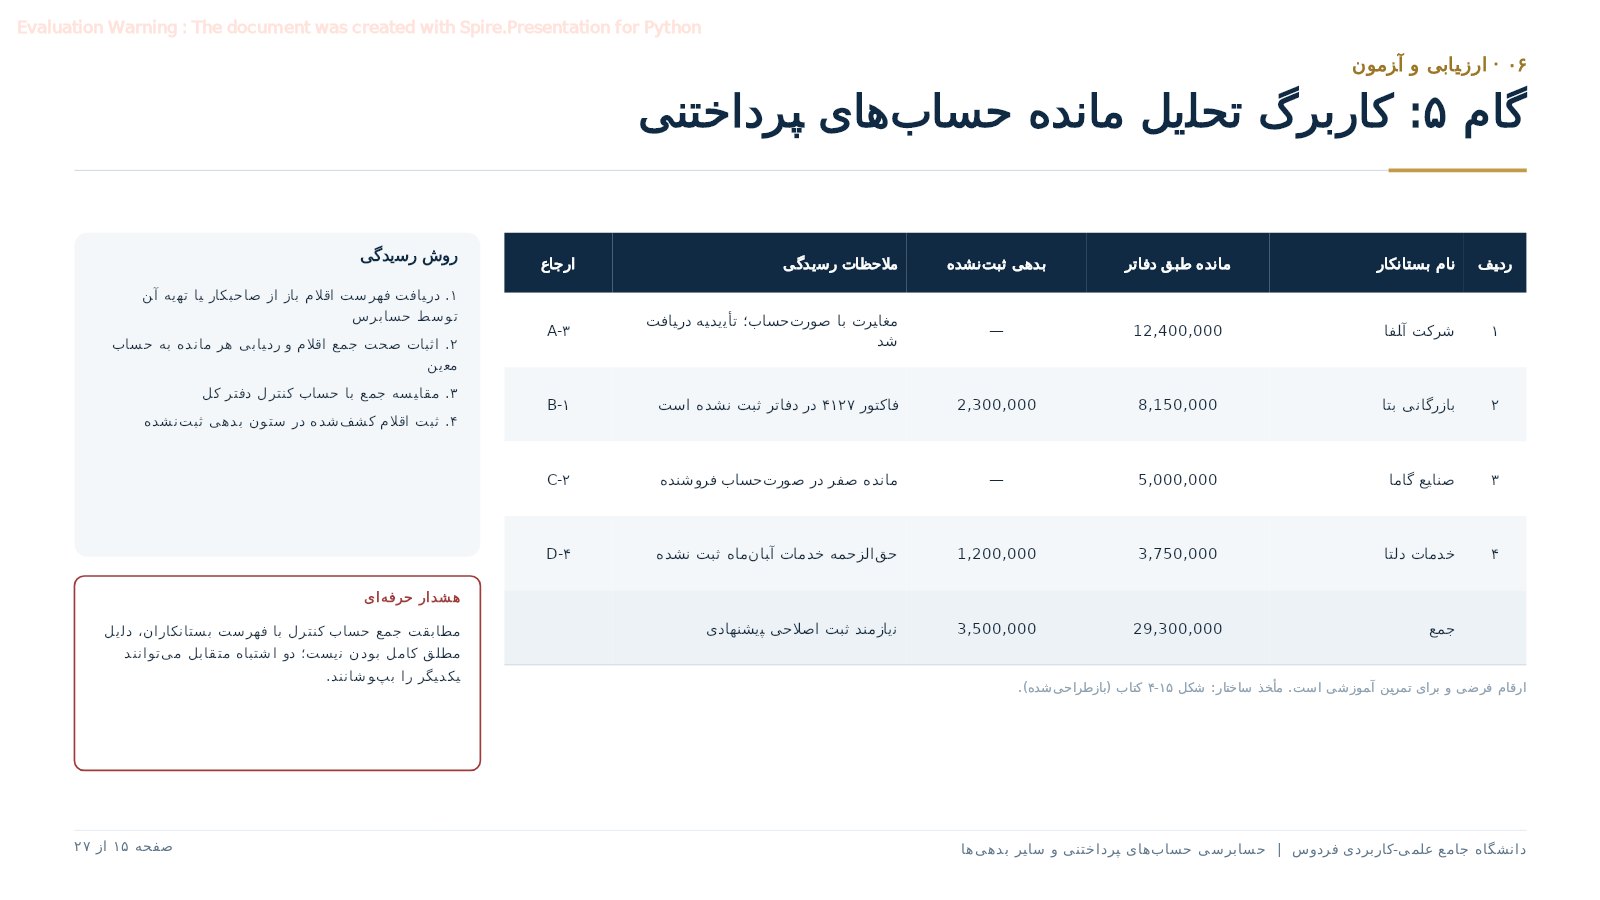 Evaluation Warning : The document was created with Spire.Presentation for Python
۰۶ · ارزیابی و آزمون
گام ۵: کاربرگ تحلیل مانده حساب‌های پرداختنی
ردیف	نام بستانکار	مانده طبق دفاتر	بدهی ثبت‌نشده	ملاحظات رسیدگی	ارجاع
۱	شرکت آلفا	12,400,000	—	مغایرت با صورت‌حساب؛ تأییدیه دریافت
شد	A-۳
۲	بازرگانی بتا	8,150,000	2,300,000	فاکتور ۴۱۲۷ در دفاتر ثبت نشده است	B-۱
۳	صنایع گاما	5,000,000	—	مانده صفر در صورت‌حساب فروشنده	C-۲
۴	خدمات دلتا	3,750,000	1,200,000	حق‌الزحمه خدمات آبان‌ماه ثبت نشده	D-۴
جمع	29,300,000	3,500,000	نیازمند ثبت اصلاحی پیشنهادی
ارقام فرضی و برای تمرین آموزشی است. مأخذ ساختار: شکل ۱۵-۴ کتاب (بازطراحی‌شده).
روش رسیدگی
۱. دریافت فهرست اقلام باز از صاحبکار یا تهیه آن
توسط حسابرس
۲. اثبات صحت جمع اقلام و ردیابی هر مانده به حساب
معین
۳. مقایسه جمع با حساب کنترل دفتر کل
۴. ثبت اقلام کشف‌شده در ستون بدهی ثبت‌نشده
هشدار حرفه‌ای
مطابقت جمع حساب کنترل با فهرست بستانکاران، دلیل
مطلق کامل بودن نیست؛ دو اشتباه متقابل می‌توانند
یکدیگر را بپوشانند.
دانشگاه جامع علمی-کاربردی فردوس | حسابرسی حساب‌های پرداختنی و سایر بدهی‌ها
صفحه ۱۵ از ۲۷